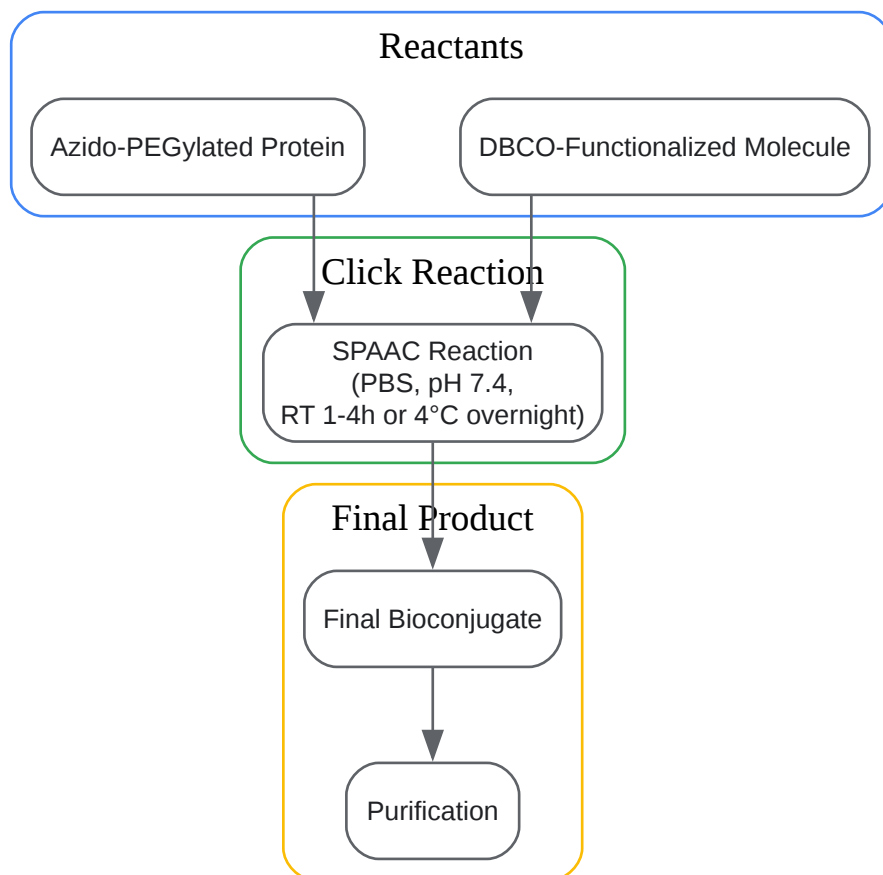 Reactants
Azido-PEGylated Protein
DBCO-Functionalized Molecule
Click Reaction
SPAAC Reaction
(PBS, pH 7.4,
RT 1-4h or 4°C overnight)
Final Product
Final Bioconjugate
Purification